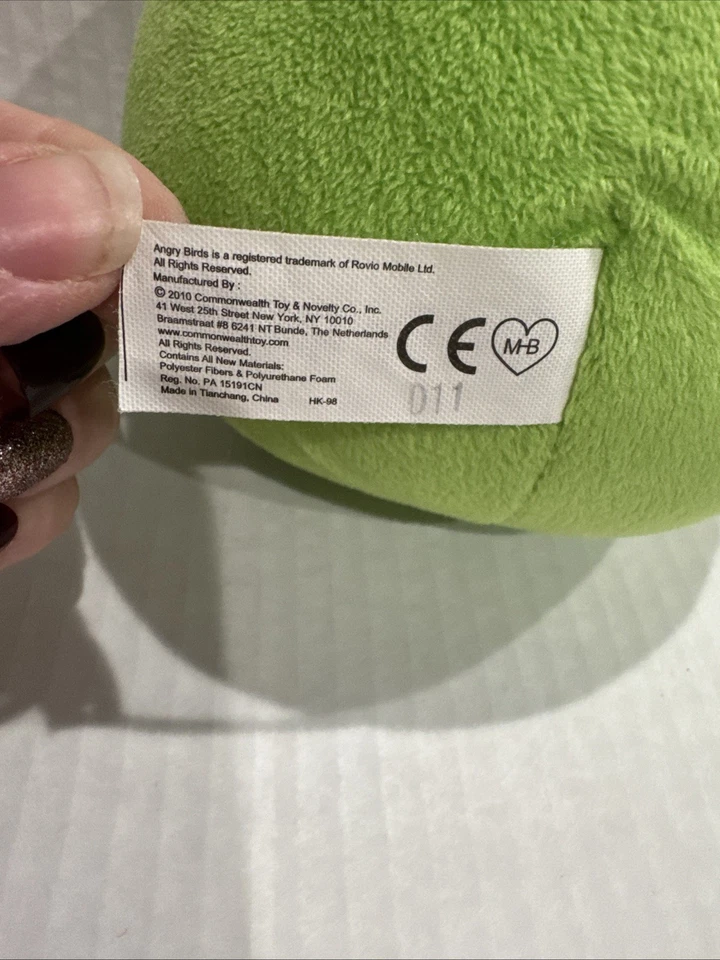 Angry Birds is a registered trademark of Rovio Mobile Ltd.
All Rights Reserved.
Manufactured By :
© 2010 Commonwealth Toy & Novelty Co., Inc.
41 West 25th Street New York, NY 10010
Braamstraat #8 6241 NT Bunde, The Netherlands
www.commonwealthtoy.com
All Rights Reserved.
Contains All New Materials:
Polyester Fibers & Polyurethane Foam
Reg. No. PA 15191CN
Made in Tianchang, China HK-98
CE
M-B
D11